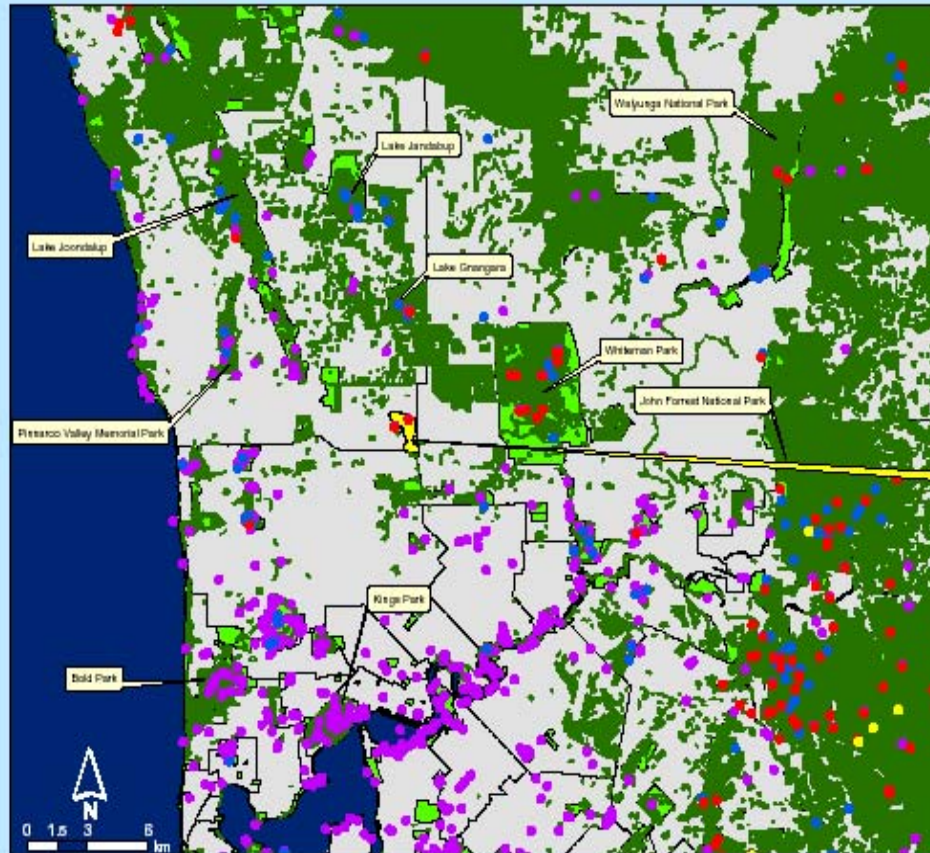 Walyunga National Park
Lake Jandabup
Lake Joondalup
Lake Gnangara
Whiteman Park
John Forrest National Park
Pinnaroo Valley Memorial Park
Kings Park
Bold Park
N
0 1.5 3 6
km